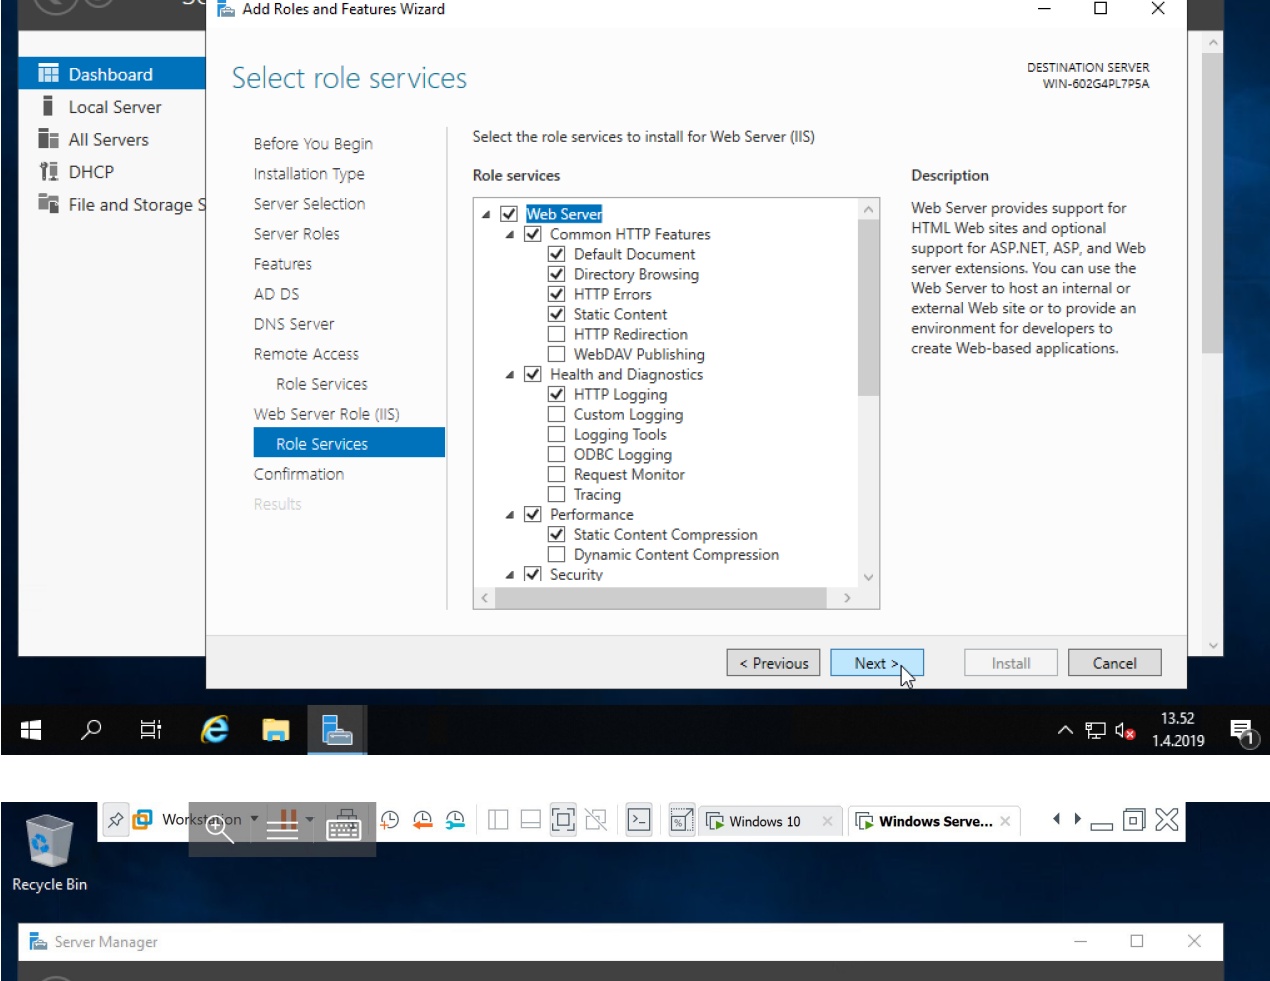 Add Roles and Features Wizard
Select role services
DESTINATION SERVER
WIN-602G4PL7P5A
Dashboard
Local Server
All Servers
DHCP
File and Storage S
Before You Begin
Installation Type
Server Selection
Server Roles
Features
AD DS
DNS Server
Remote Access
Role Services
Web Server Role (IIS)
Role Services
Confirmation
Results
Select the role services to install for Web Server (IIS)
Role services
Web Server
Common HTTP Features
Default Document
Directory Browsing
HTTP Errors
Static Content
HTTP Redirection
WebDAV Publishing
Health and Diagnostics
HTTP Logging
Custom Logging
Logging Tools
ODBC Logging
Request Monitor
Tracing
Performance
Static Content Compression
Dynamic Content Compression
Security
Description
Web Server provides support for
HTML Web sites and optional
support for ASP.NET, ASP, and Web
server extensions. You can use the
Web Server to host an internal or
external Web site or to provide an
environment for developers to
create Web-based applications.
< Previous
Next >
Install
Cancel
13.52
1.4.2019
1
Workstation
Windows 10
Windows Serve...
Recycle Bin
Server Manager